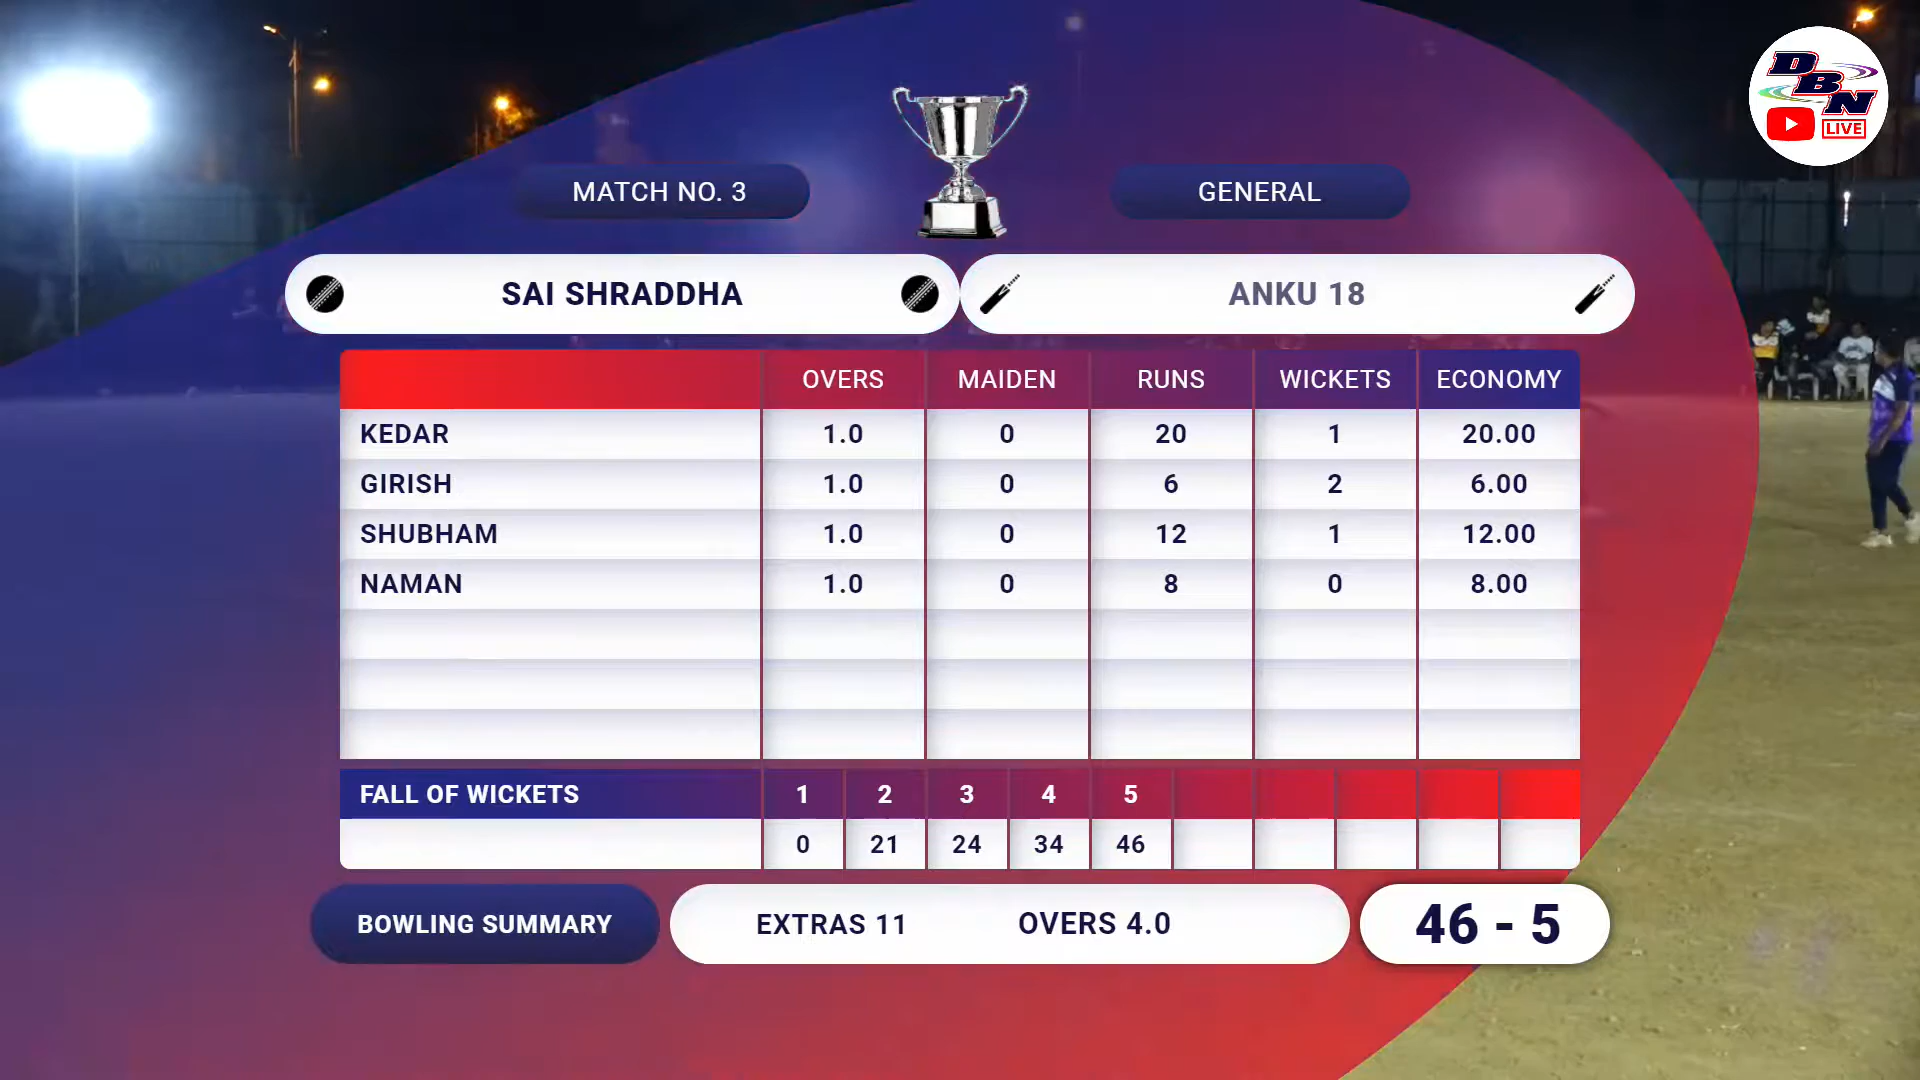 DBN
LIVE
MATCH NO. 3
GENERAL
SAI SHRADDHA
ANKU 18
OVERS MAIDEN RUNS WICKETS ECONOMY
KEDAR 1.0 0 20 1 20.00
GIRISH 1.0 0 6 2 6.00
SHUBHAM 1.0 0 12 1 12.00
NAMAN 1.0 0 8 0 8.00
FALL OF WICKETS 1 2 3 4 5
0 21 24 34 46
BOWLING SUMMARY
EXTRAS 11 OVERS 4.0
46 - 5